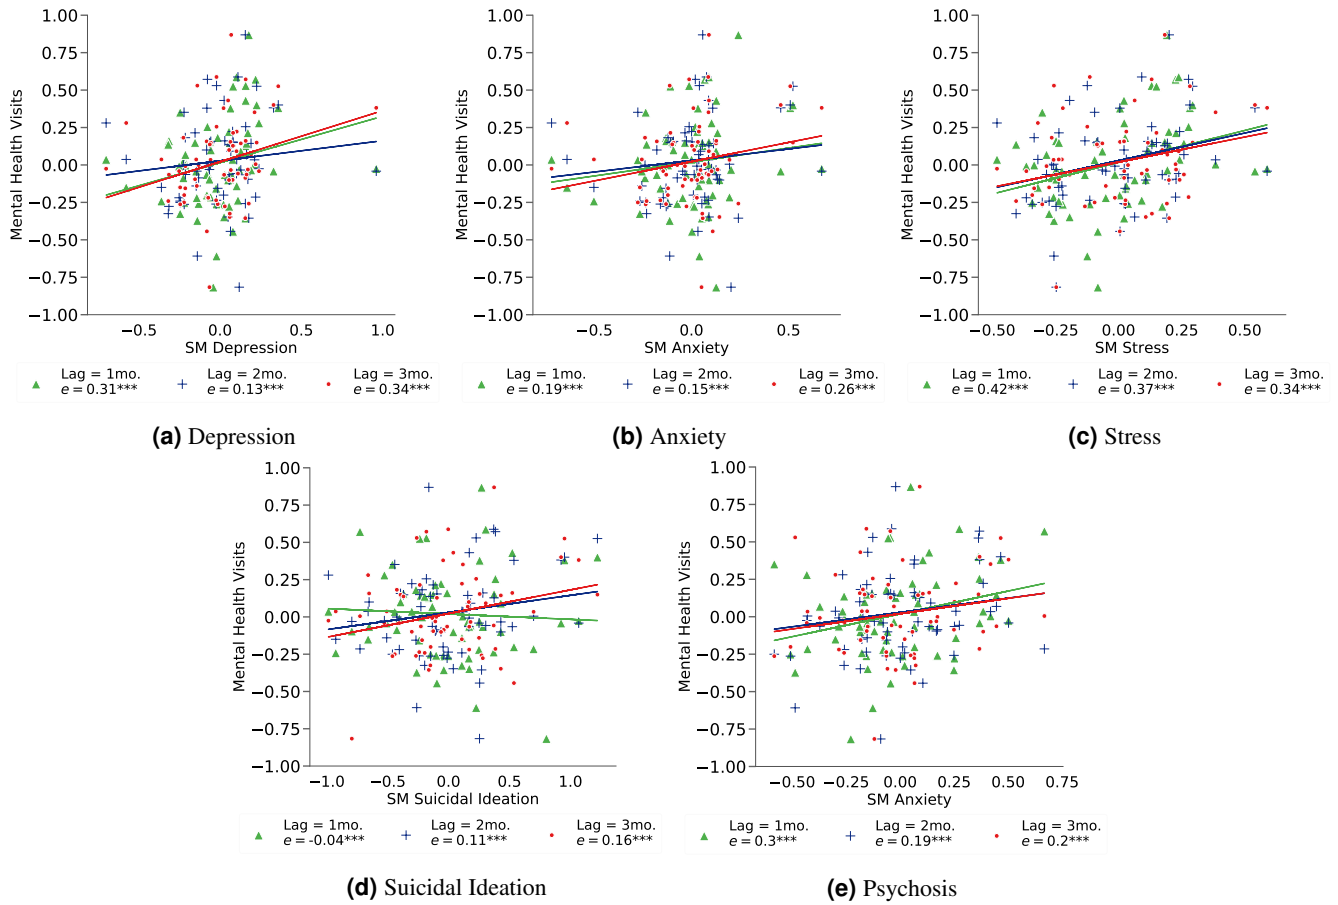 1.00
0.75
0.50
0.25
0.00
−0.25
−0.50
−0.75
−1.00
Mental Health Visits
−0.5 0.0 0.5 1.0
SM Depression
Lag = 1mo. Lag = 2mo. Lag = 3mo.
e = 0.31*** e = 0.13*** e = 0.34***
(a) Depression
1.00
0.75
0.50
0.25
0.00
−0.25
−0.50
−0.75
−1.00
Mental Health Visits
−0.5 0.0 0.5
SM Anxiety
Lag = 1mo. Lag = 2mo. Lag = 3mo.
e = 0.19*** e = 0.15*** e = 0.26***
(b) Anxiety
1.00
0.75
0.50
0.25
0.00
−0.25
−0.50
−0.75
−1.00
Mental Health Visits
−0.50 −0.25 0.00 0.25 0.50
SM Stress
Lag = 1mo. Lag = 2mo. Lag = 3mo.
e = 0.42*** e = 0.37*** e = 0.34***
(c) Stress
1.00
0.75
0.50
0.25
0.00
−0.25
−0.50
−0.75
−1.00
Mental Health Visits
−1.0 −0.5 0.0 0.5 1.0
SM Suicidal Ideation
Lag = 1mo. Lag = 2mo. Lag = 3mo.
e = -0.04*** e = 0.11*** e = 0.16***
(d) Suicidal Ideation
1.00
0.75
0.50
0.25
0.00
−0.25
−0.50
−0.75
−1.00
Mental Health Visits
−0.50 −0.25 0.00 0.25 0.50 0.75
SM Anxiety
Lag = 1mo. Lag = 2mo. Lag = 3mo.
e = 0.3*** e = 0.19*** e = 0.2***
(e) Psychosis